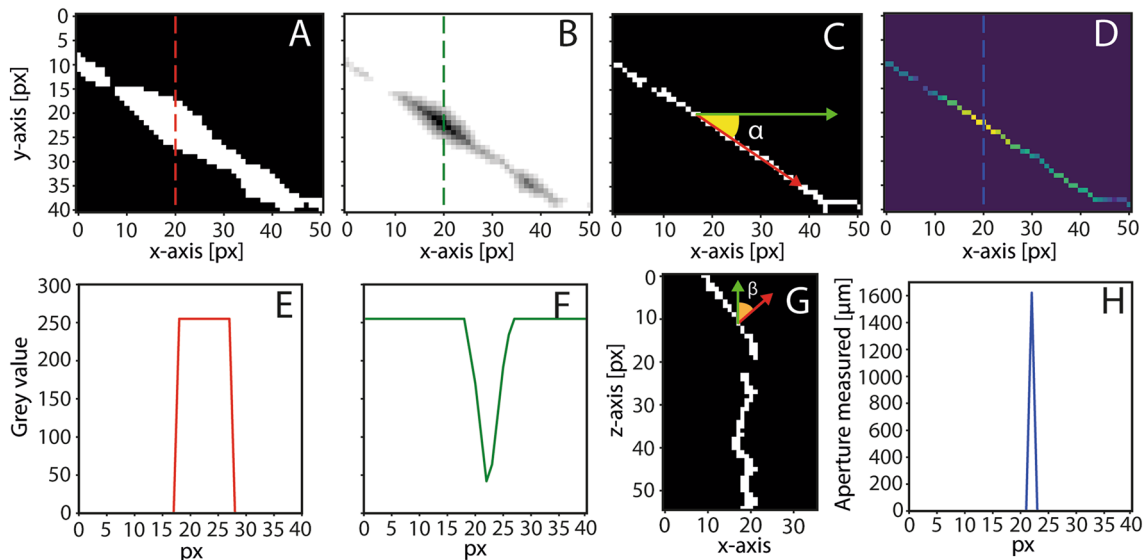 A
B
C
D
0
5
10
15
20
25
30
35
40
y-axis [px]
α
0 10 20 30 40 50
0 10 20 30 40 50
0 10 20 30 40 50
0 10 20 30 40 50
x-axis [px]
x-axis [px]
x-axis [px]
x-axis [px]
E
F
G
H
300
250
200
150
100
50
0
Grey value
0 5 10 15 20 25 30 35 40
px
0 5 10 15 20 25 30 35 40
px
β
0
10
20
30
40
50
z-axis [px]
0 10 20 30
x-axis
1600
1400
1200
1000
800
600
400
200
0
Aperture measured [µm]
0 5 10 15 20 25 30 35 40
px